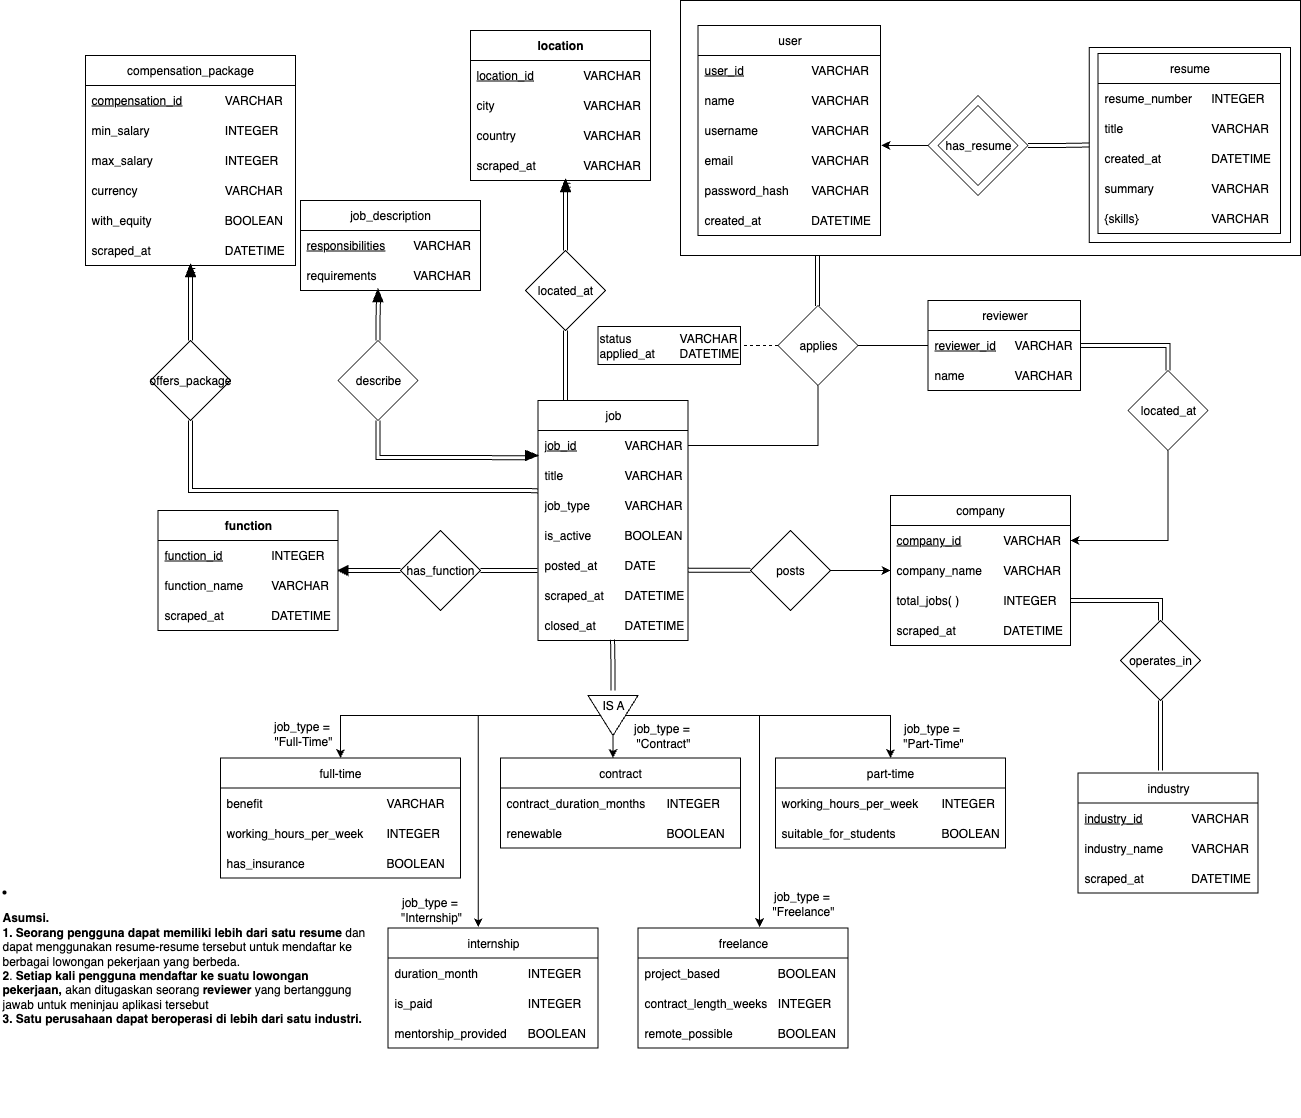 compensation_package
compensation_id VARCHAR
min_salary INTEGER
max_salary INTEGER
currency VARCHAR
with_equity BOOLEAN
scraped_at DATETIME
location
location_id VARCHAR
city VARCHAR
country VARCHAR
scraped_at VARCHAR
user
user_id VARCHAR
name VARCHAR
username VARCHAR
email VARCHAR
password_hash VARCHAR
created_at DATETIME
has_resume
resume
resume_number INTEGER
title VARCHAR
created_at DATETIME
summary VARCHAR
{skills} VARCHAR
job_description
responsibilities VARCHAR
requirements VARCHAR
located_at
offers_package
describe
status VARCHAR
applied_at DATETIME
applies
reviewer
reviewer_id VARCHAR
name VARCHAR
located_at
job
job_id VARCHAR
title VARCHAR
job_type VARCHAR
is_active BOOLEAN
posted_at DATE
scraped_at DATETIME
closed_at DATETIME
function
function_id INTEGER
function_name VARCHAR
scraped_at DATETIME
has_function
posts
company
company_id VARCHAR
company_name VARCHAR
total_jobs( ) INTEGER
scraped_at DATETIME
operates_in
IS A
job_type =
"Full-Time"
job_type =
"Contract"
job_type =
"Part-Time"
full-time
benefit VARCHAR
working_hours_per_week INTEGER
has_insurance BOOLEAN
contract
contract_duration_months INTEGER
renewable BOOLEAN
part-time
working_hours_per_week INTEGER
suitable_for_students BOOLEAN
industry
industry_id VARCHAR
industry_name VARCHAR
scraped_at DATETIME
job_type =
"Internship"
job_type =
"Freelance"
internship
duration_month INTEGER
is_paid INTEGER
mentorship_provided BOOLEAN
freelance
project_based BOOLEAN
contract_length_weeks INTEGER
remote_possible BOOLEAN
•
Asumsi.
1. Seorang pengguna dapat memiliki lebih dari satu resume dan
dapat menggunakan resume-resume tersebut untuk mendaftar ke
berbagai lowongan pekerjaan yang berbeda.
2. Setiap kali pengguna mendaftar ke suatu lowongan
pekerjaan, akan ditugaskan seorang reviewer yang bertanggung
jawab untuk meninjau aplikasi tersebut
3. Satu perusahaan dapat beroperasi di lebih dari satu industri.